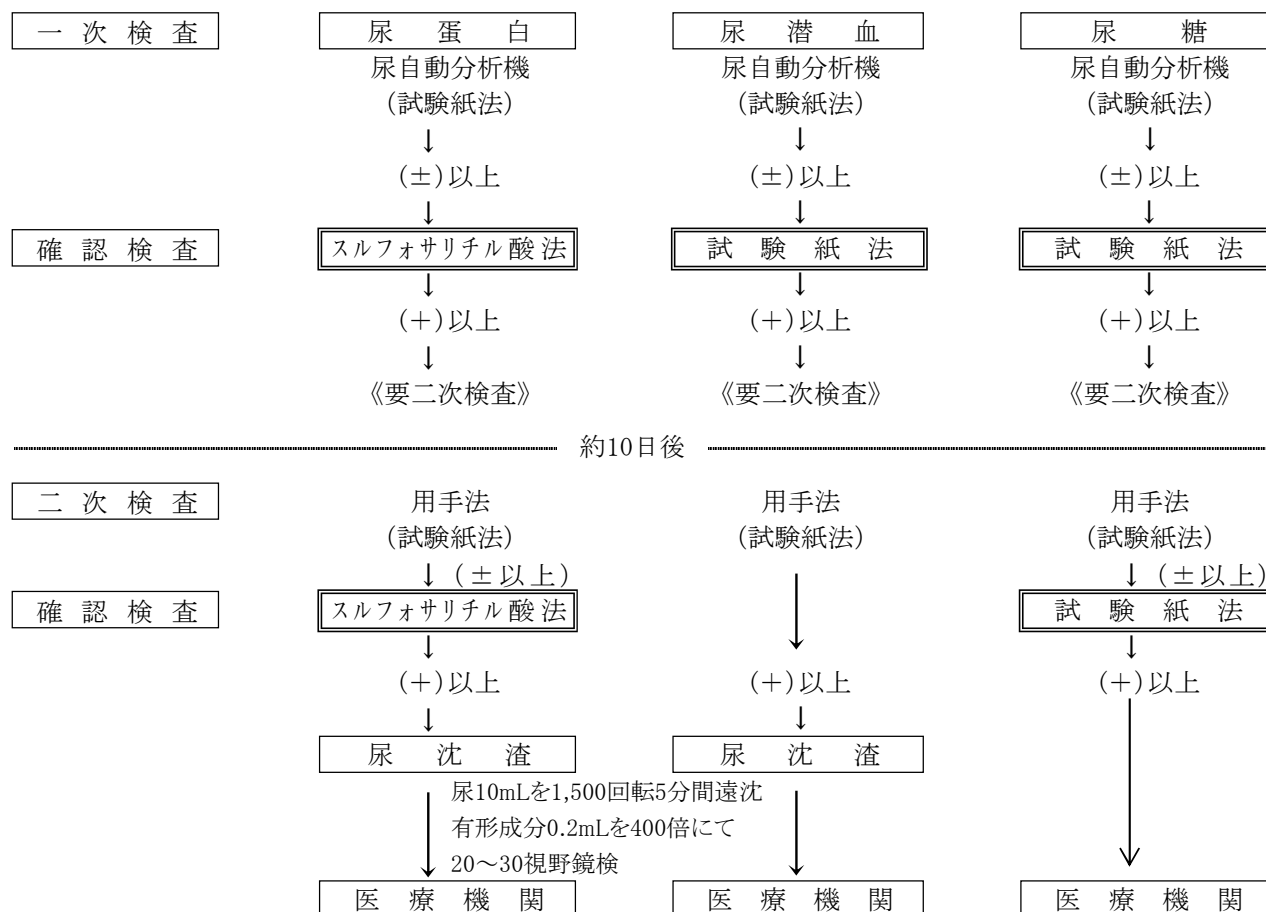 一次検査 尿蛋白 尿潜血 尿糖
尿自動分析機 尿自動分析機 尿自動分析機
(試験紙法) (試験紙法) (試験紙法)
↓ ↓ ↓
(±)以上 (±)以上 (±)以上
↓ ↓ ↓
確認検査 スルフォサリチル酸法 試験紙法 試験紙法
↓ ↓ ↓
(+)以上 (+)以上 (+)以上
↓ ↓ ↓
《要二次検査》 《要二次検査》 《要二次検査》
約10日後
二次検査 用手法 用手法 用手法
(試験紙法) (試験紙法) (試験紙法)
↓(±以上) ↓(±以上)
確認検査 スルフォサリチル酸法 試験紙法
↓ ↓ ↓
(+)以上 (+)以上 (+)以上
↓ ↓
尿沈渣 尿沈渣
尿10mLを1,500回転5分間遠沈
有形成分0.2mLを400倍にて
20～30視野鏡検
医療機関 医療機関 医療機関